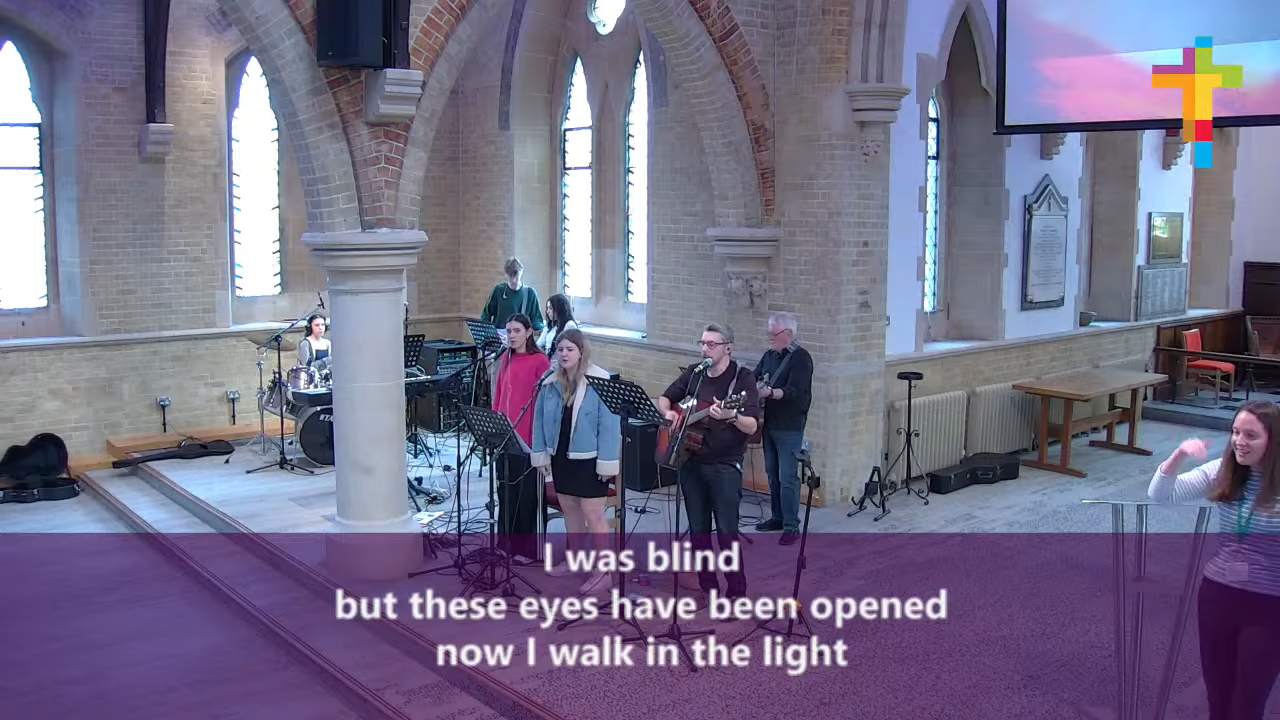 I was blind
but these eyes have been opened
now I walk in the light